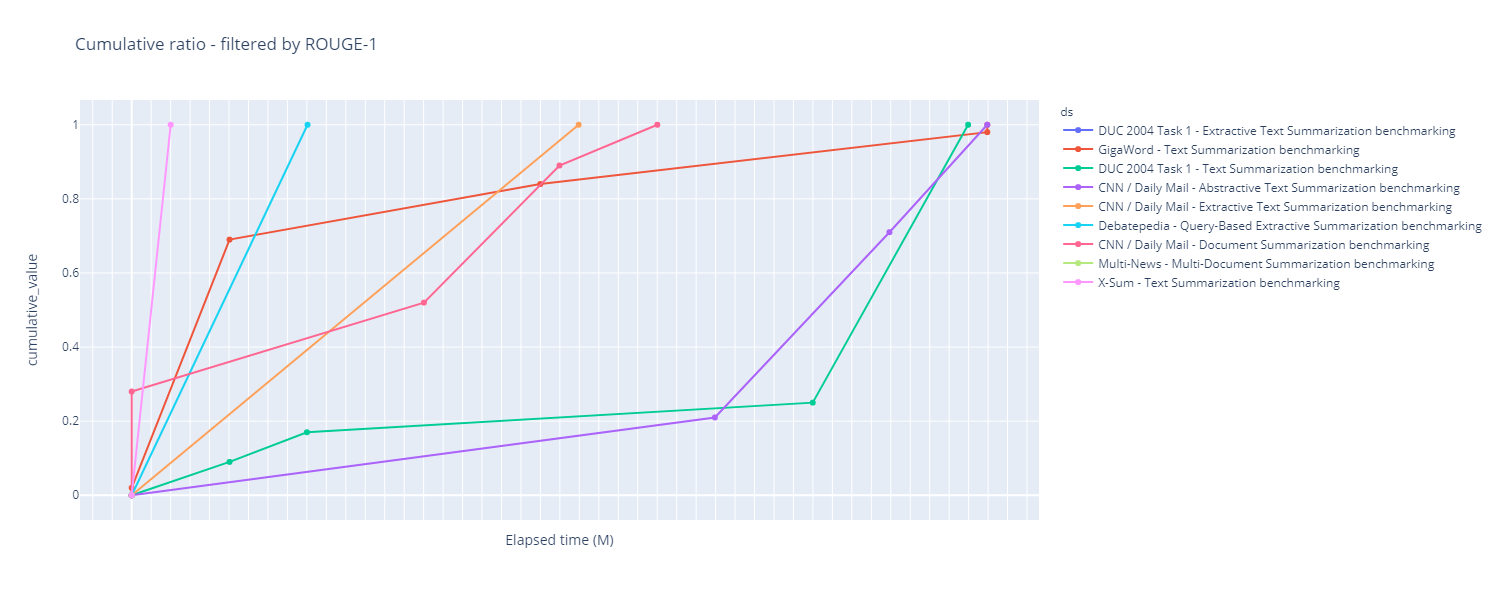 Cumulative ratio - filtered by ROUGE-1
cumulative_value
1
0.8
0.6
0.4
0.2
0
Elapsed time (M)
ds
DUC 2004 Task 1 - Extractive Text Summarization benchmarking
GigaWord - Text Summarization benchmarking
DUC 2004 Task 1 - Text Summarization benchmarking
CNN / Daily Mail - Abstractive Text Summarization benchmarking
CNN / Daily Mail - Extractive Text Summarization benchmarking
Debatepedia - Query-Based Extractive Summarization benchmarking
CNN / Daily Mail - Document Summarization benchmarking
Multi-News - Multi-Document Summarization benchmarking
X-Sum - Text Summarization benchmarking